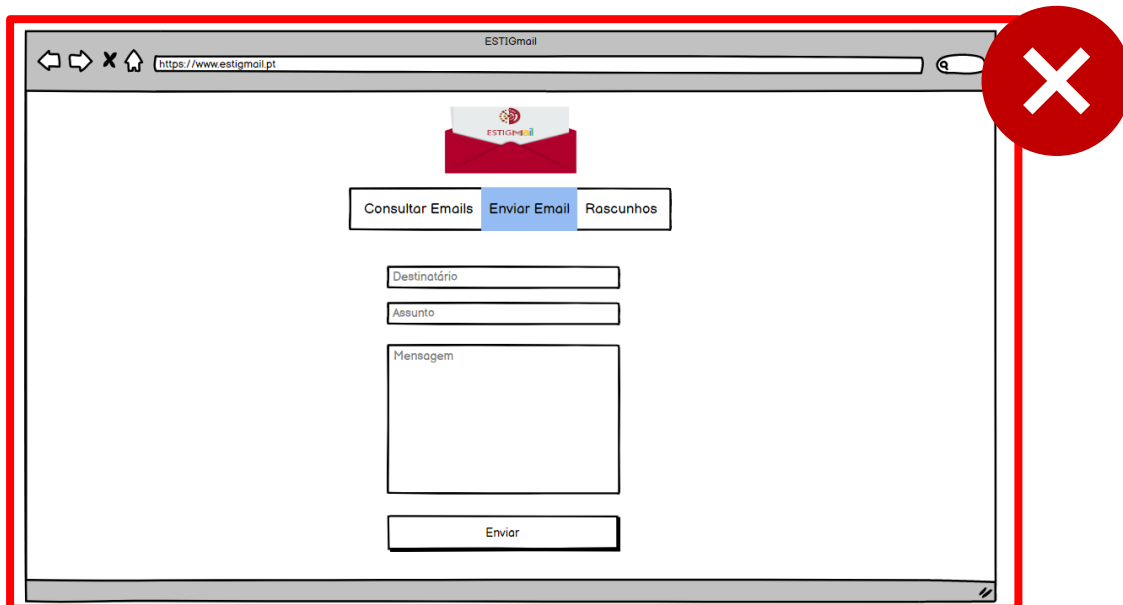 ESTIGmail
https://www.estigmail.pt
ESTIGMail
Consultar Emails Enviar Email Rascunhos
Destinatário
Assunto
Mensagem
Enviar